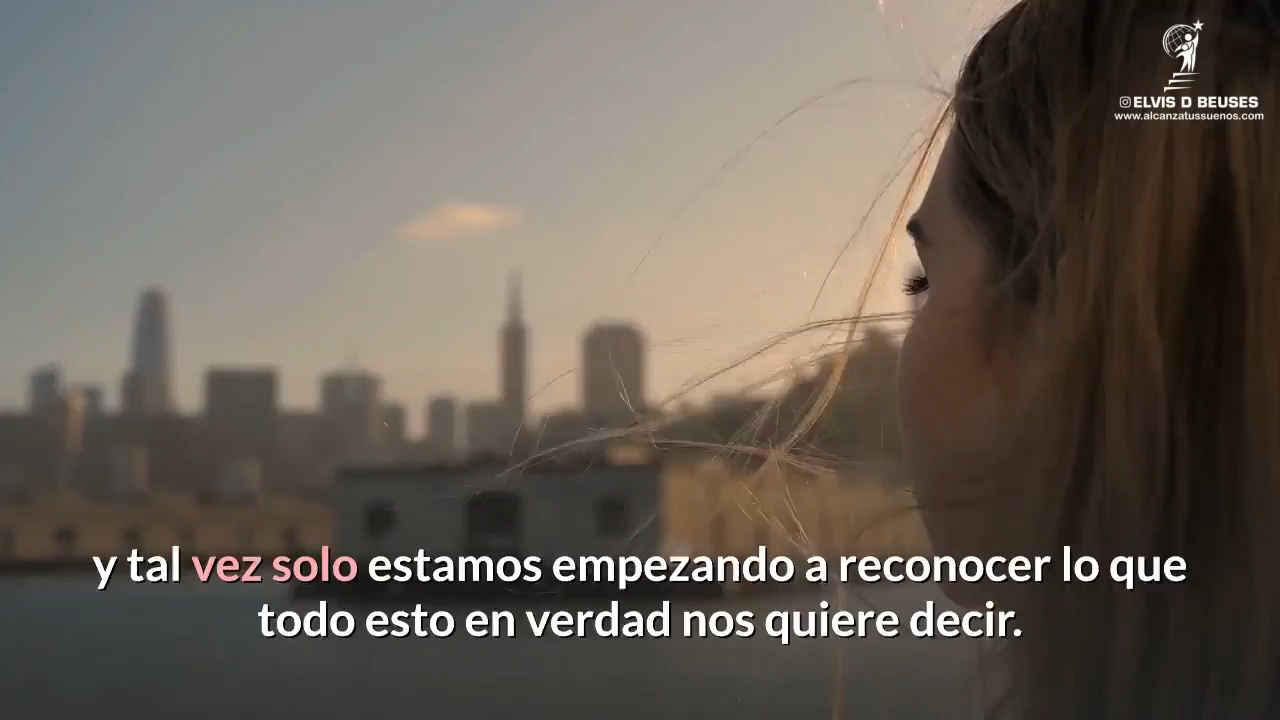 ELVIS D BEUSES
www.alcanzatussuenos.com
y tal vez solo estamos empezando a reconocer lo que
todo esto en verdad nos quiere decir.